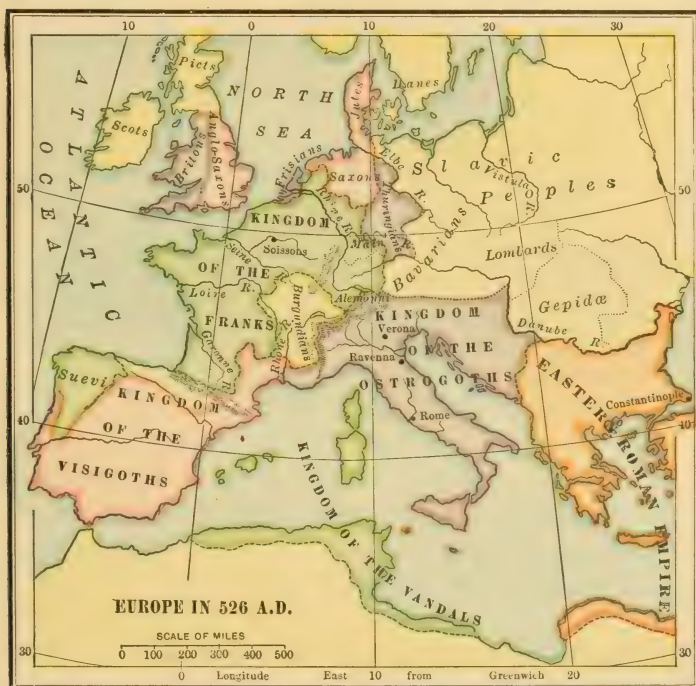 10 0 10 20 30
Picts
NORTH
SEA
Danes
Jutes
Scots
ATLANTIC
OCEAN
Britons
Anglo-Saxons
Frisians
Saxons
Elbe R.
Slavic
Peoples
Vistula R.
Thuringians
50 50
KINGDOM
Rhine R.
Soissons
Seine R.
Main R.
Bavarians
Lombards
OF THE
Loire R.
Burgundians
Alemanni
Gepidæ
FRANKS
KINGDOM
Verona
Danube R.
Garonne R.
Rhone R.
Ravenna
OF THE
OSTROGOTHS
EASTERN ROMAN EMPIRE
Suevi
KINGDOM
Constantinople
Rome
40 40
OF THE
VISIGOTHS
KINGDOM OF THE VANDALS
EUROPE IN 526 A.D.
SCALE OF MILES
0 100 200 300 400 500
30 30
0 Longitude East 10 from Greenwich 20